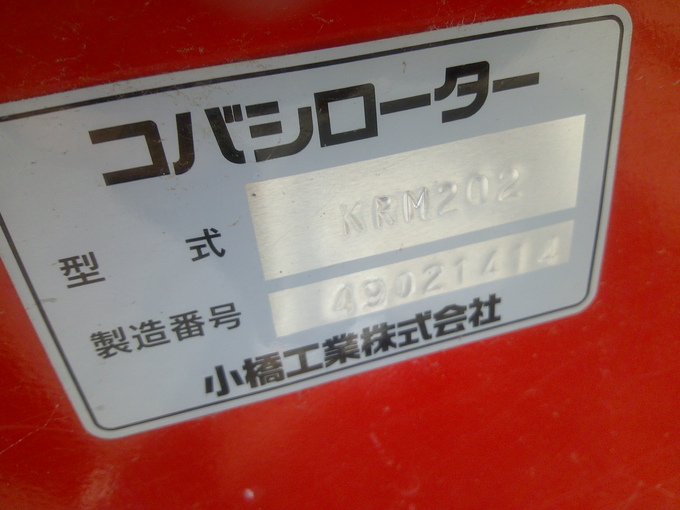 コバシローター
型式 KRM202
製造番号 49021414
小橋工業株式会社